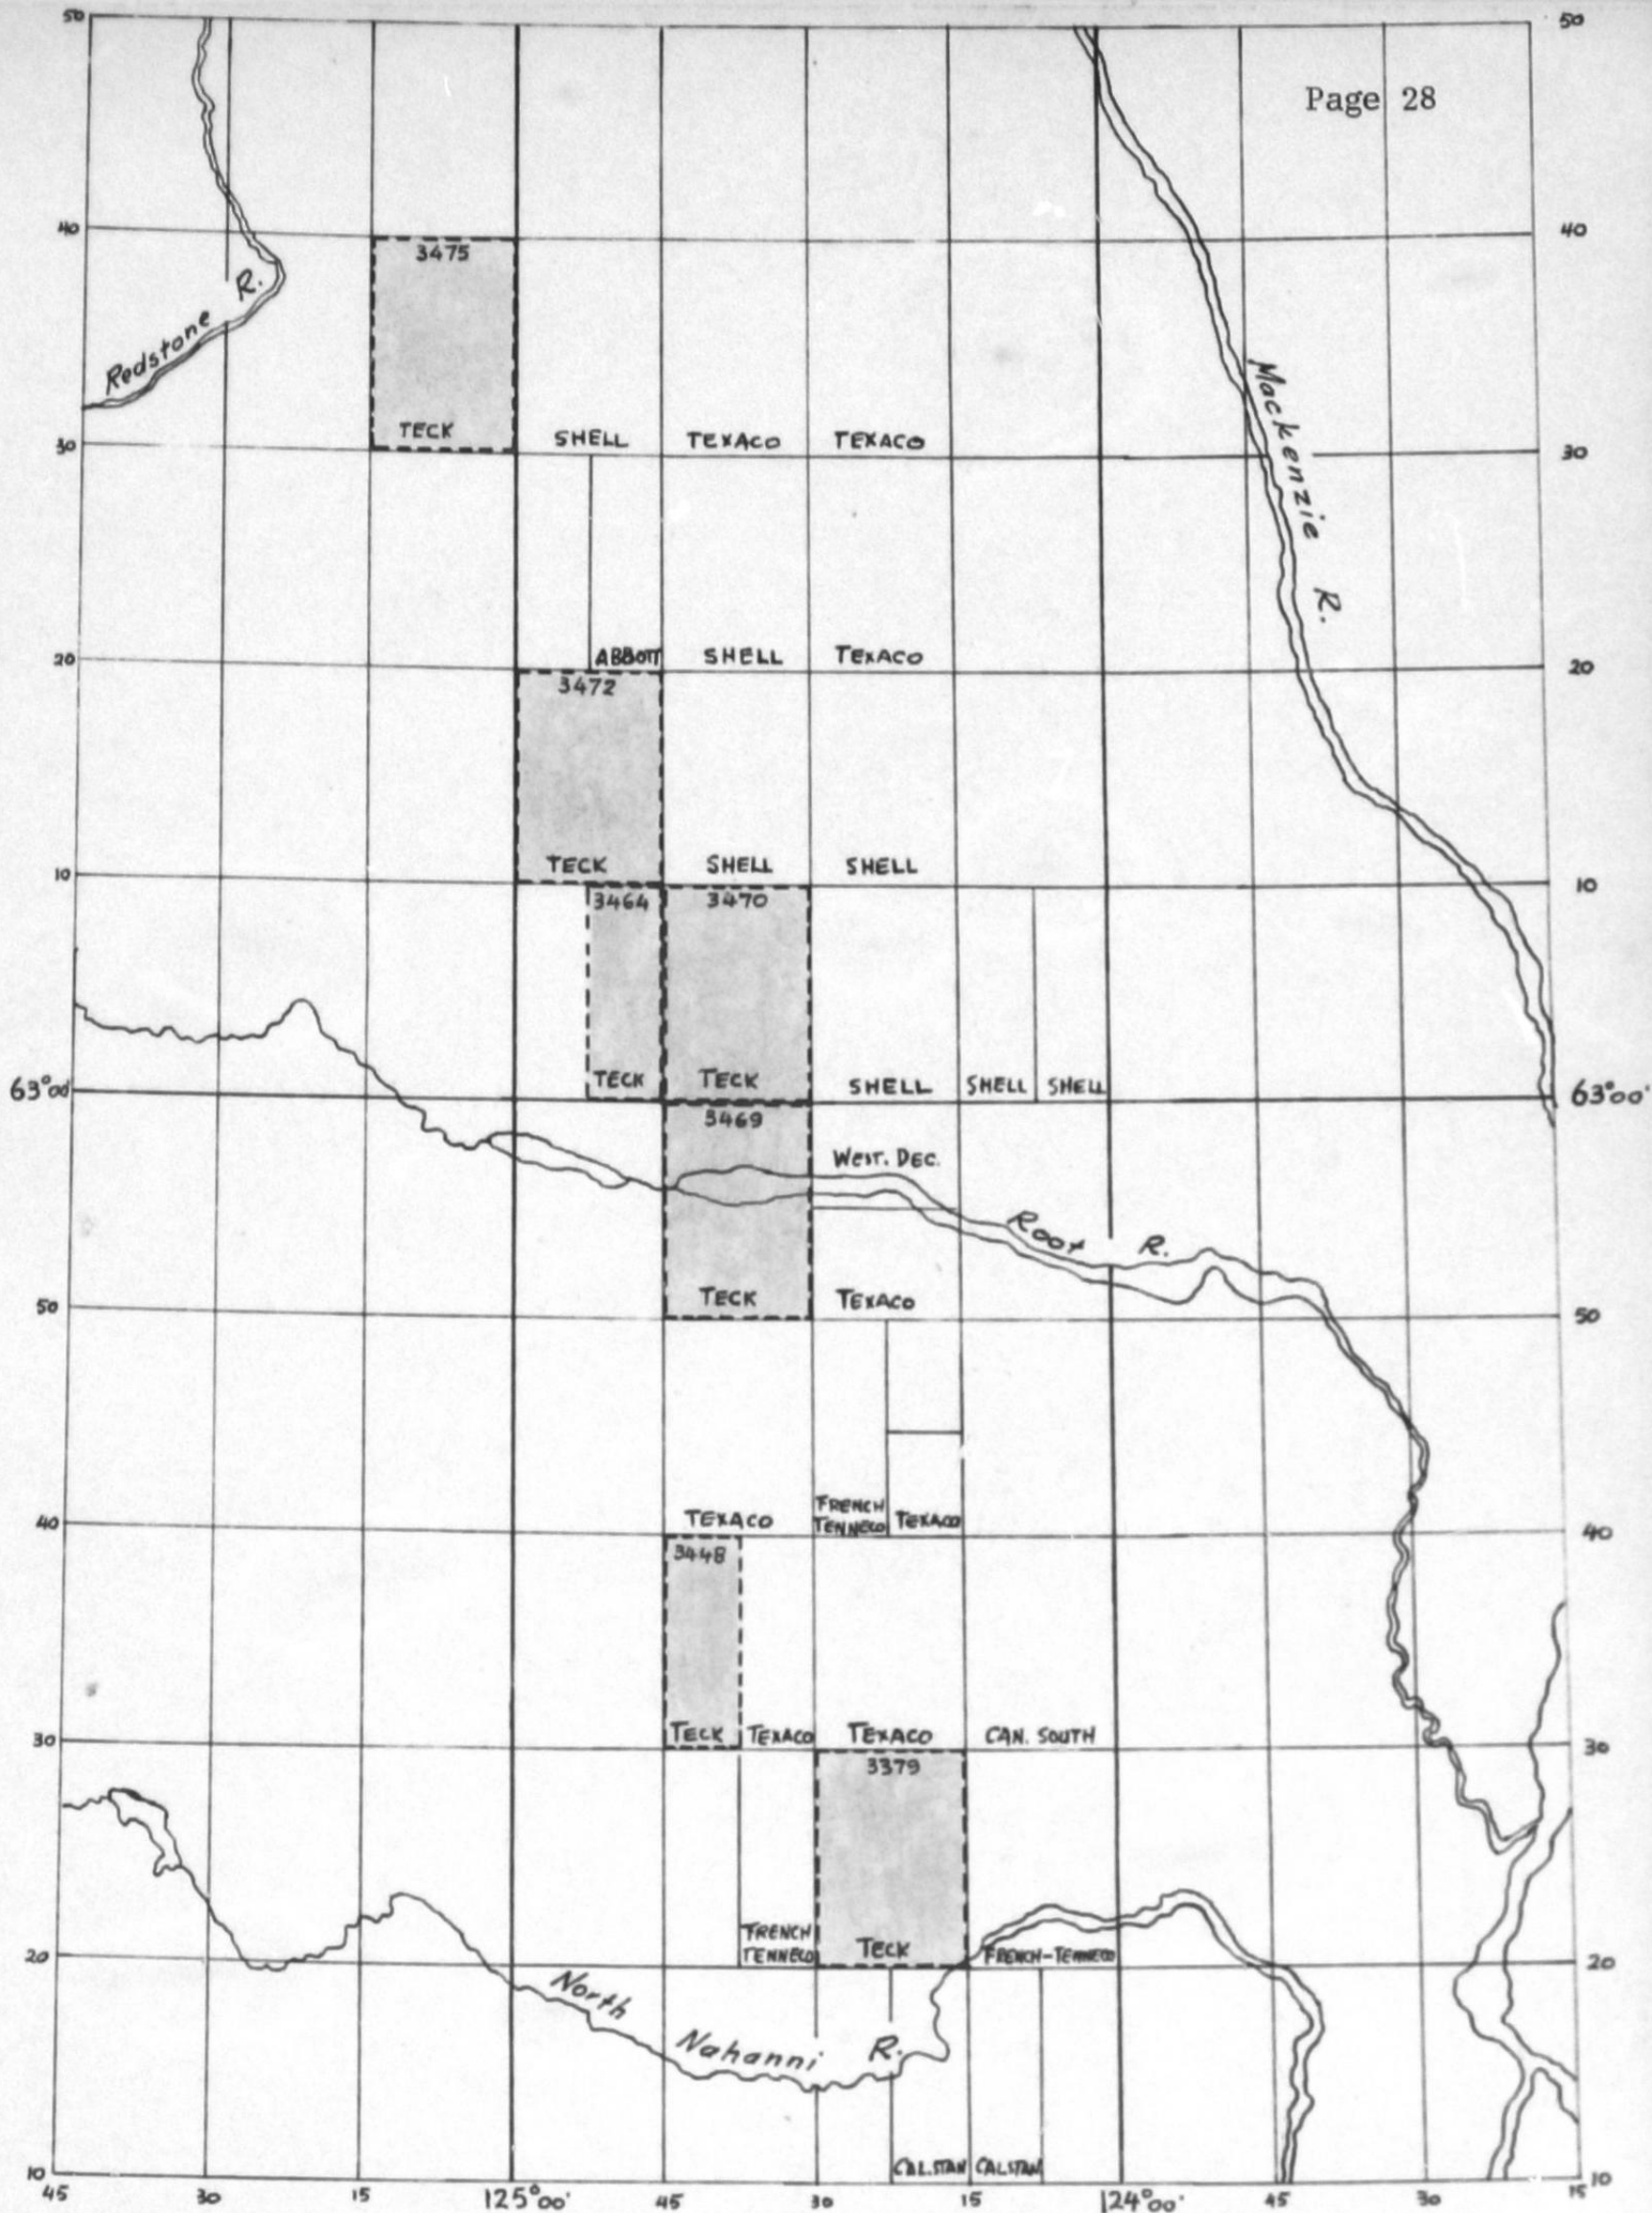 50 50
Page 28
40 40
3475
R.
Redstone
Mackenzie R.
TECK
30 SHELL TEXACO TEXACO 30
20 ABBOTT SHELL TEXACO 20
3472
10 TECK SHELL SHELL 10
3464 3470
63°00' TECK TECK SHELL SHELL SHELL 63°00'
3469
West. Dec.
Root R.
TECK TEXACO
50 50
FRENCH
TENNECO TEXACO
40 TEXACO 40
3448
30 TECK TEXACO TEXACO CAN. SOUTH 30
3379
FRENCH
TENNECO TECK FRENCH-TENNECO
20 20
North Nahanni R.
CAL.STAN CALSTAN
10 10
45 30 15 125°00' 45 30 15 124°00' 45 30 15